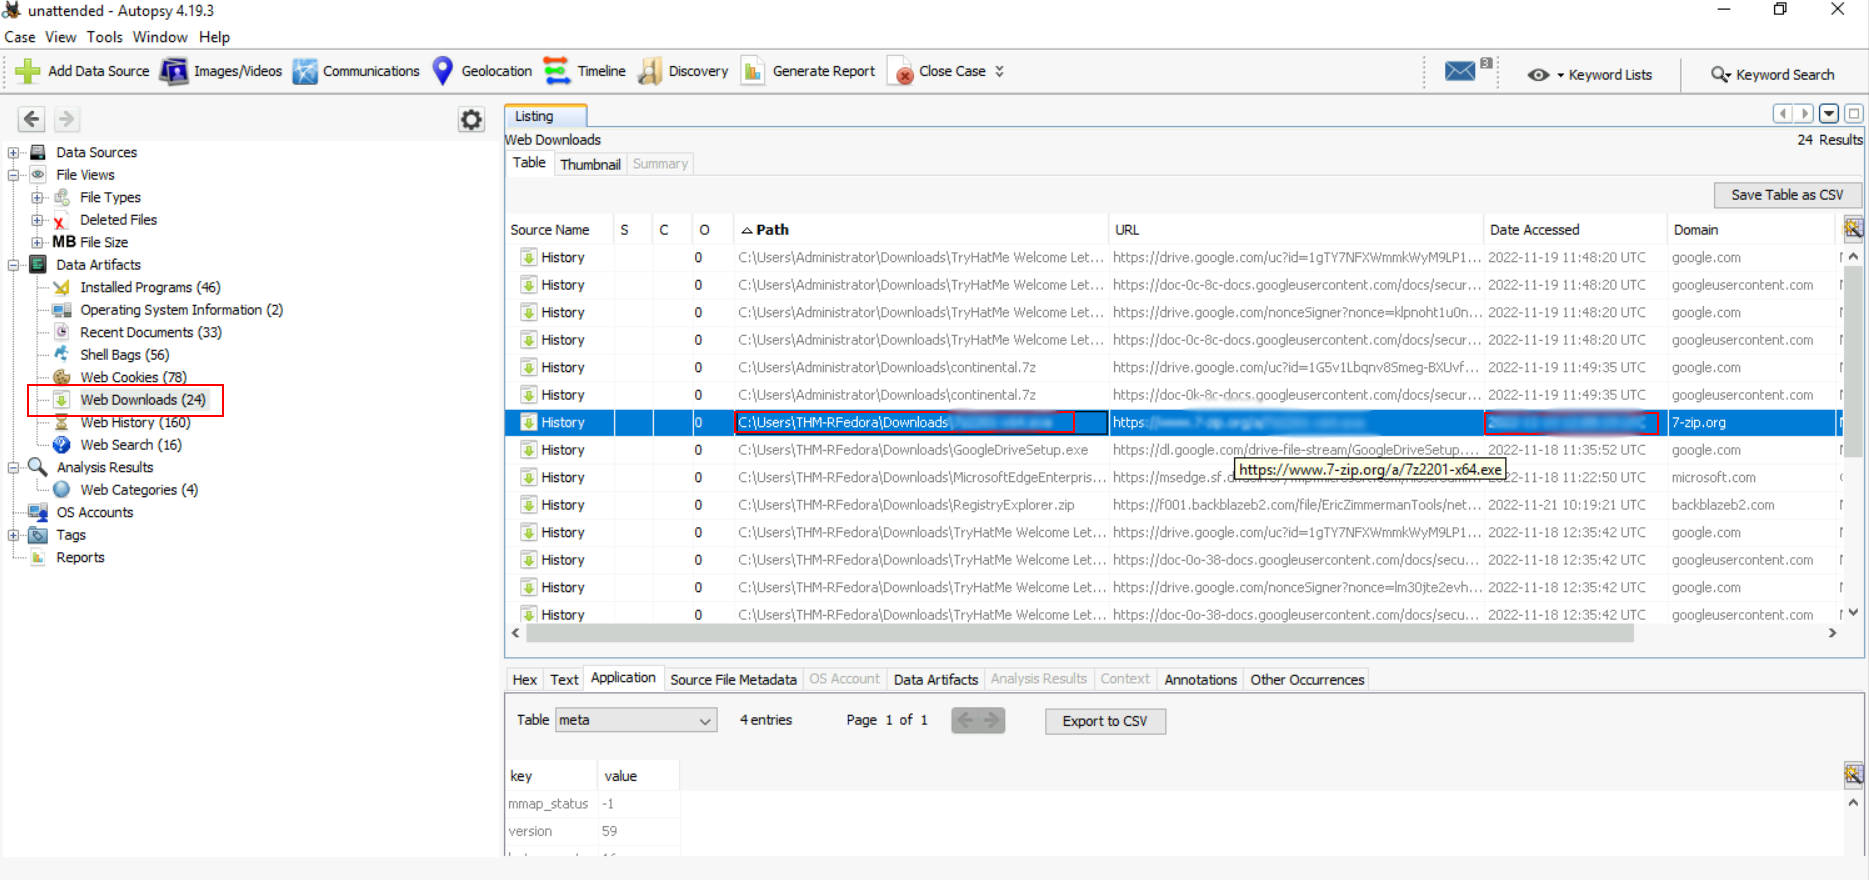 unattended - Autopsy 4.19.3
Case View Tools Window Help
Add Data Source Images/Videos Communications Geolocation Timeline Discovery Generate Report Close Case 3 Keyword Lists Keyword Search
Data Sources
File Views
File Types
Deleted Files
MB File Size
Data Artifacts
Installed Programs (46)
Operating System Information (2)
Recent Documents (33)
Shell Bags (56)
Web Cookies (78)
Web Downloads (24)
Web History (160)
Web Search (16)
Analysis Results
Web Categories (4)
OS Accounts
Tags
Reports
Listing
Web Downloads 24 Results
Table Thumbnail Summary
Save Table as CSV
Source Name S C O Path URL Date Accessed Domain
History 0 C:\Users\Administrator\Downloads\TryHatMe Welcome Let... https://drive.google.com/uc?id=1gTY7NFXWmmkWyM9LP1... 2022-11-19 11:48:20 UTC google.com
History 0 C:\Users\Administrator\Downloads\TryHatMe Welcome Let... https://doc-0c-8c-docs.googleusercontent.com/docs/secur... 2022-11-19 11:48:20 UTC googleusercontent.com
History 0 C:\Users\Administrator\Downloads\TryHatMe Welcome Let... https://drive.google.com/nonceSigner?nonce=klpnoht1u0n... 2022-11-19 11:48:20 UTC google.com
History 0 C:\Users\Administrator\Downloads\TryHatMe Welcome Let... https://doc-0c-8c-docs.googleusercontent.com/docs/secur... 2022-11-19 11:48:20 UTC googleusercontent.com
History 0 C:\Users\Administrator\Downloads\continental.7z https://drive.google.com/uc?id=1G5v1Lbqnv8Smeg-BXUvf... 2022-11-19 11:49:35 UTC google.com
History 0 C:\Users\Administrator\Downloads\continental.7z https://doc-0k-8c-docs.googleusercontent.com/docs/secur... 2022-11-19 11:49:35 UTC googleusercontent.com
History 0 C:\Users\THM-RFedora\Downloads\ https: 7-zip.org
History 0 C:\Users\THM-RFedora\Downloads\GoogleDriveSetup.exe https://dl.google.com/drive-file-stream/GoogleDriveSetup.... 2022-11-18 11:35:52 UTC google.com
https://www.7-zip.org/a/7z2201-x64.exe
History 0 C:\Users\THM-RFedora\Downloads\MicrosoftEdgeEnterpris... https://msedge.sf.dl 2022-11-18 11:22:50 UTC microsoft.com
History 0 C:\Users\THM-RFedora\Downloads\RegistryExplorer.zip https://f001.backblazeb2.com/file/EricZimmermanTools/net... 2022-11-21 10:19:21 UTC backblazeb2.com
History 0 C:\Users\THM-RFedora\Downloads\TryHatMe Welcome Let... https://drive.google.com/uc?id=1gTY7NFXWmmkWyM9LP1... 2022-11-18 12:35:42 UTC google.com
History 0 C:\Users\THM-RFedora\Downloads\TryHatMe Welcome Let... https://doc-0o-38-docs.googleusercontent.com/docs/secu... 2022-11-18 12:35:42 UTC googleusercontent.com
History 0 C:\Users\THM-RFedora\Downloads\TryHatMe Welcome Let... https://drive.google.com/nonceSigner?nonce=lm30jte2evh... 2022-11-18 12:35:42 UTC google.com
History 0 C:\Users\THM-RFedora\Downloads\TryHatMe Welcome Let... https://doc-0o-38-docs.googleusercontent.com/docs/secu... 2022-11-18 12:35:42 UTC googleusercontent.com
Hex Text Application Source File Metadata OS Account Data Artifacts Analysis Results Context Annotations Other Occurrences
Table meta 4 entries Page 1 of 1 Export to CSV
key value
mmap_status -1
version 59